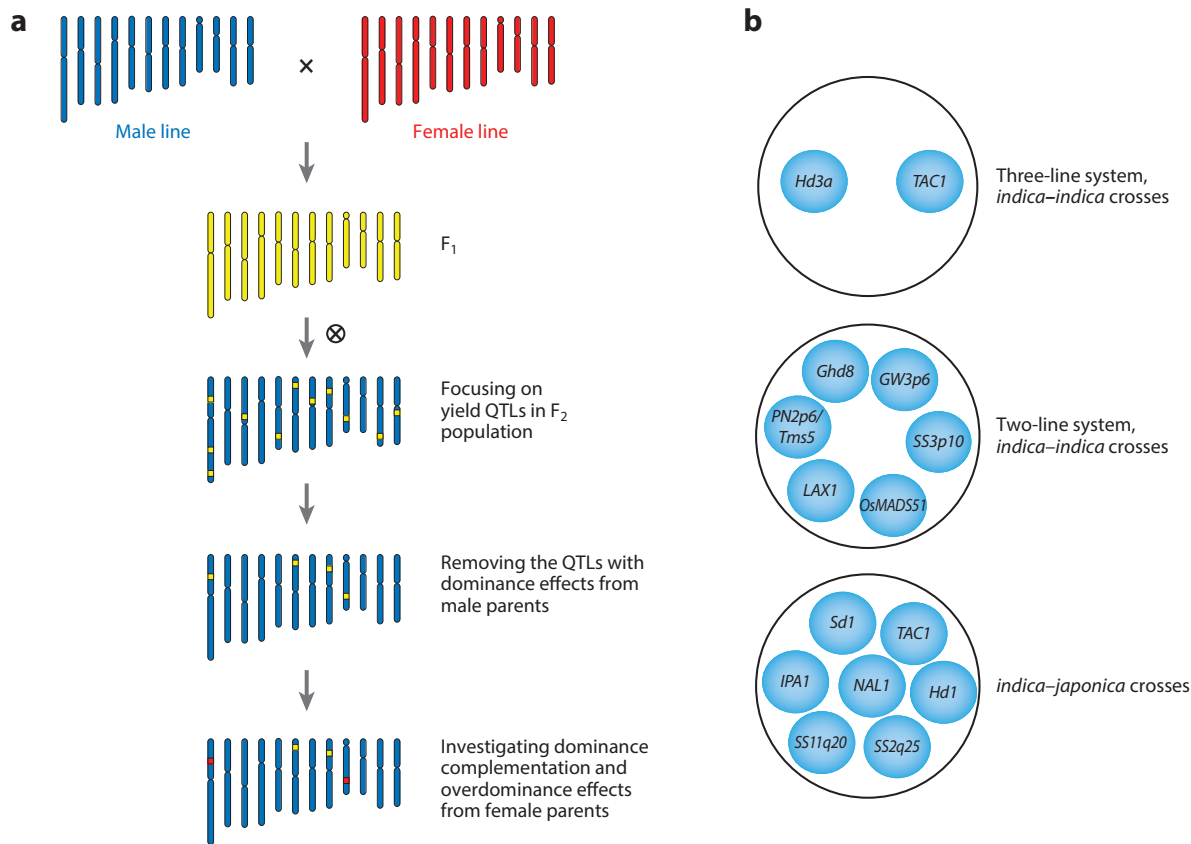 a
×
Male line
Female line
F1
⊗
Focusing on
yield QTLs in F2
population
Removing the QTLs with
dominance effects from
male parents
Investigating dominance
complementation and
overdominance effects
from female parents
b
Hd3a
TAC1
Three-line system,
indica–indica crosses
Ghd8
GW3p6
PN2p6/
Tms5
SS3p10
LAX1
OsMADS51
Two-line system,
indica–indica crosses
Sd1
TAC1
IPA1
NAL1
Hd1
SS11q20
SS2q25
indica–japonica crosses